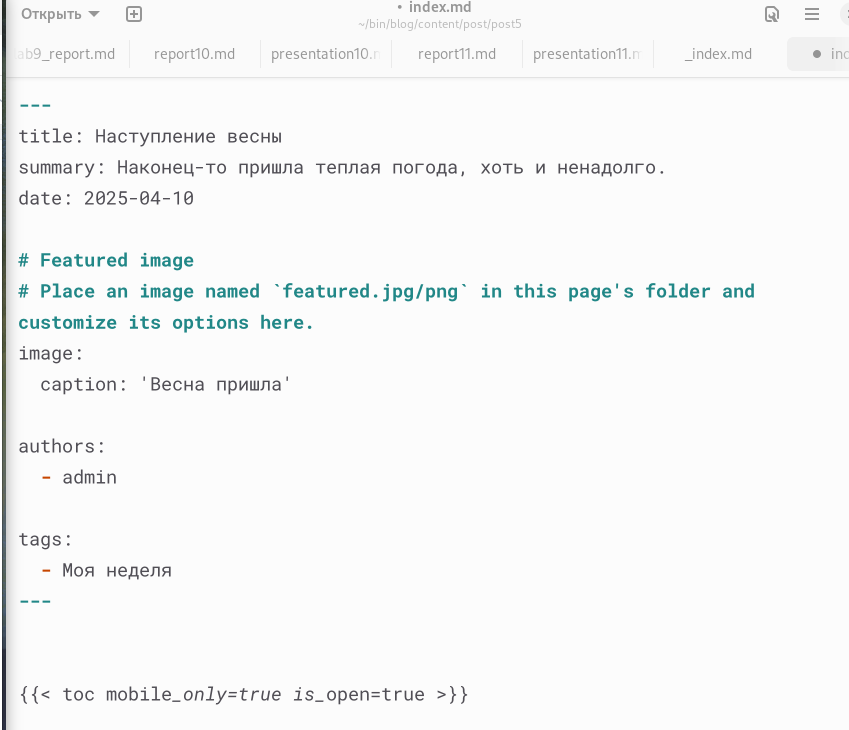 Открыть
• index.md
~/bin/blog/content/post/post5
ab9_report.md report10.md presentation10.n report11.md presentation11.m _index.md • inc
---
title: Наступление весны
summary: Наконец-то пришла теплая погода, хоть и ненадолго.
date: 2025-04-10
# Featured image
# Place an image named `featured.jpg/png` in this page's folder and
customize its options here.
image:
caption: 'Весна пришла'
authors:
- admin
tags:
- Моя неделя
---
{{< toc mobile_only=true is_open=true >}}